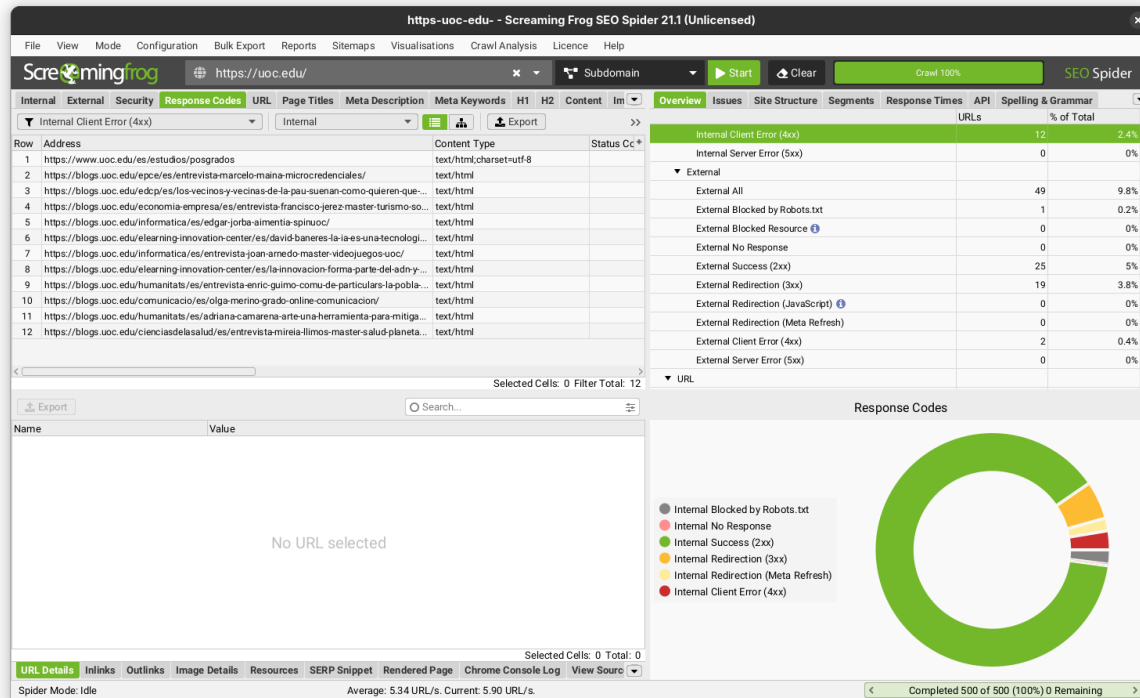 https-uoc-edu- - Screaming Frog SEO Spider 21.1 (Unlicensed)
File View Mode Configuration Bulk Export Reports Sitemaps Visualisations Crawl Analysis Licence Help
Screamingfrog https://uoc.edu/ Subdomain Start Clear Crawl 100% SEO Spider
Internal External Security Response Codes URL Page Titles Meta Description Meta Keywords H1 H2 Content Im
Overview Issues Site Structure Segments Response Times API Spelling & Grammar
Internal Client Error (4xx) Internal Export
Row Address Content Type Status Co
1 https://www.uoc.edu/es/estudios/posgrados text/html;charset=utf-8
2 https://blogs.uoc.edu/epce/es/entrevista-marcelo-maina-microcredenciales/ text/html
3 https://blogs.uoc.edu/edcp/es/los-vecinos-y-vecinas-de-la-pau-suenan-como-quieren-que-... text/html
4 https://blogs.uoc.edu/economia-empresa/es/entrevista-francisco-jerez-master-turismo-so... text/html
5 https://blogs.uoc.edu/informatica/es/edgar-jorba-aimentia-spinuoc/ text/html
6 https://blogs.uoc.edu/elearning-innovation-center/es/david-baneres-la-ia-es-una-tecnologi... text/html
7 https://blogs.uoc.edu/informatica/es/entrevista-joan-arnedo-master-videojuegos-uoc/ text/html
8 https://blogs.uoc.edu/elearning-innovation-center/es/la-innovacion-forma-parte-del-adn-y-... text/html
9 https://blogs.uoc.edu/humanitats/es/entrevista-enric-guimo-comu-de-particulars-la-pobla-... text/html
10 https://blogs.uoc.edu/comunicacio/es/olga-merino-grado-online-comunicacion/ text/html
11 https://blogs.uoc.edu/humanitats/es/adriana-camarena-arte-una-herramienta-para-mitiga... text/html
12 https://blogs.uoc.edu/cienciasdelasalud/es/entrevista-mireia-llimos-master-salud-planeta... text/html
Selected Cells: 0 Filter Total: 12
URLs % of Total
Internal Client Error (4xx) 12 2.4%
Internal Server Error (5xx) 0 0%
External
External All 49 9.8%
External Blocked by Robots.txt 1 0.2%
External Blocked Resource 0 0%
External No Response 0 0%
External Success (2xx) 25 5%
External Redirection (3xx) 19 3.8%
External Redirection (JavaScript) 0 0%
External Redirection (Meta Refresh) 0 0%
External Client Error (4xx) 2 0.4%
External Server Error (5xx) 0 0%
URL
Export Search...
Name Value
No URL selected
Selected Cells: 0 Total: 0
Response Codes
Internal Blocked by Robots.txt
Internal No Response
Internal Success (2xx)
Internal Redirection (3xx)
Internal Redirection (Meta Refresh)
Internal Client Error (4xx)
URL Details Inlinks Outlinks Image Details Resources SERP Snippet Rendered Page Chrome Console Log View Sourc
Spider Mode: Idle Average: 5.34 URL/s. Current: 5.90 URL/s. Completed 500 of 500 (100%) 0 Remaining